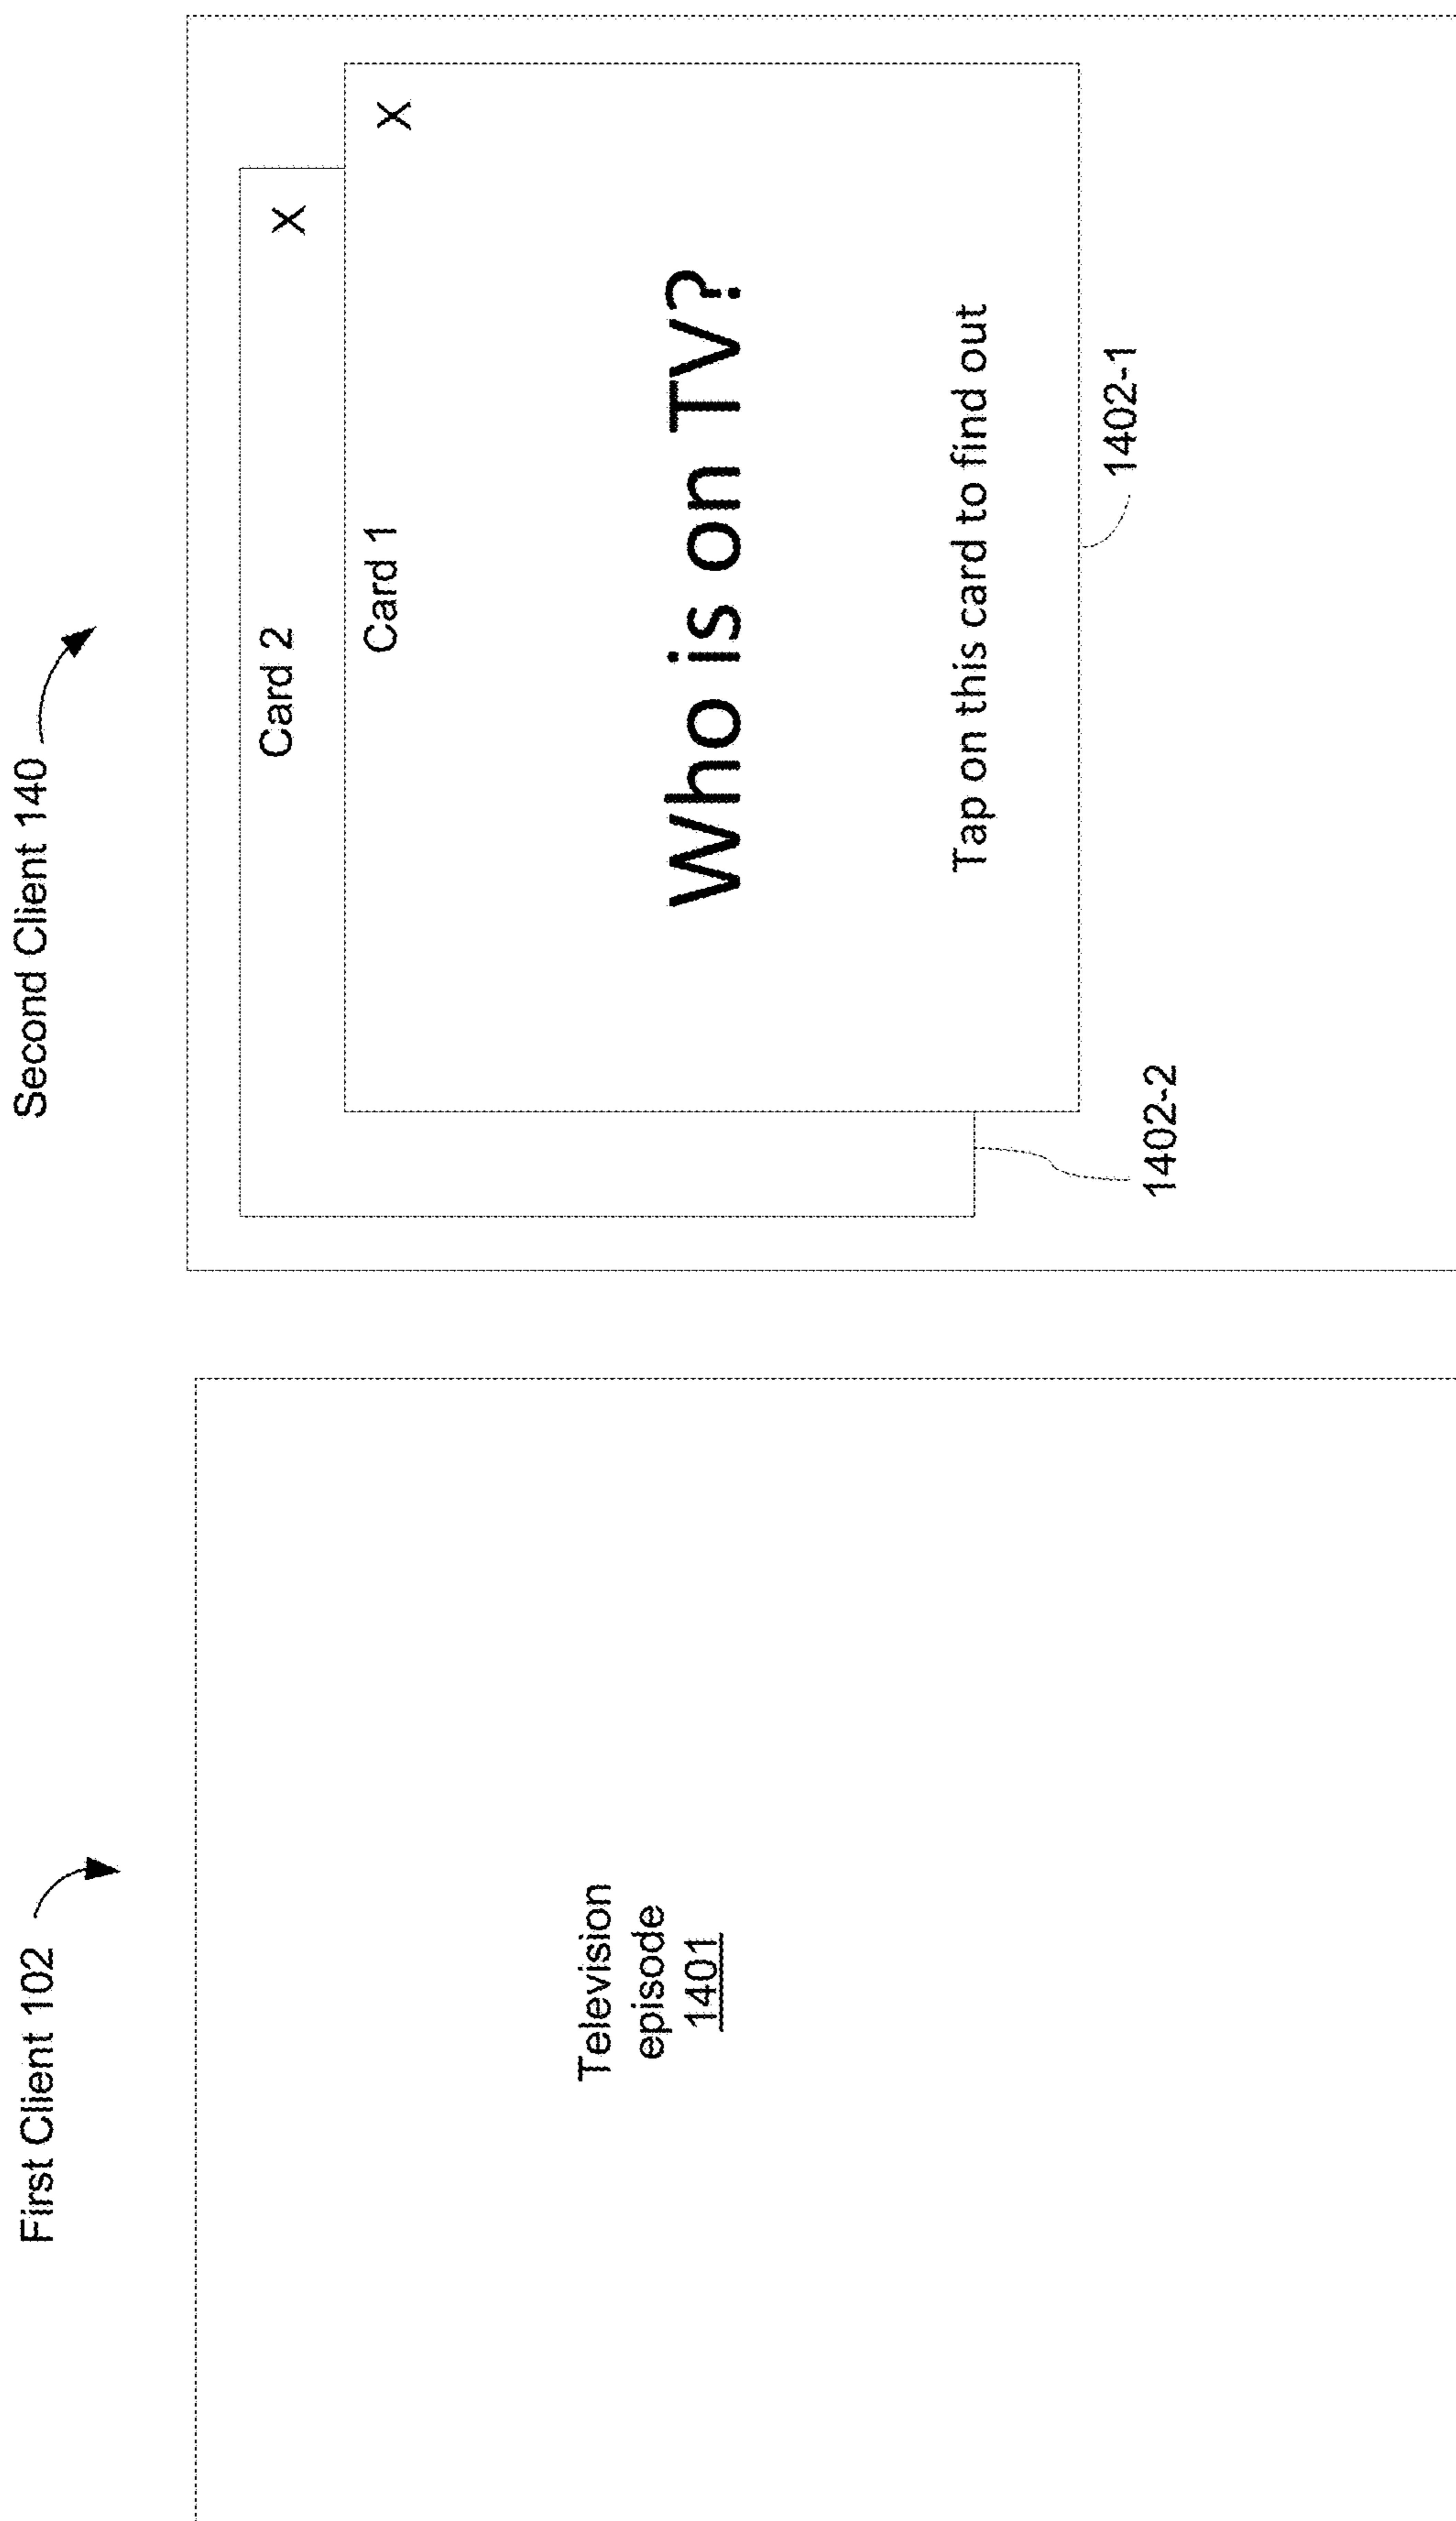 First Client 102
Television
episode
1401
Second Client 140
Card 2
X
Card 1
X
Who is on TV?
Tap on this card to find out
1402-1
1402-2